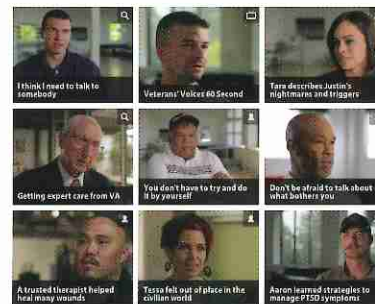 I think I need to talk to
somebody
Veterans' Voices 60 Second
Tara describes Justin's
nightmares and triggers
Getting expert care from VA
You don't have to try and do
it by yourself
Don't be afraid to talk about
what bothers you
A trusted therapist helped
heal many wounds
Tessa felt out of place in the
civilian world
Aaron learned strategies to
manage PTSD symptoms